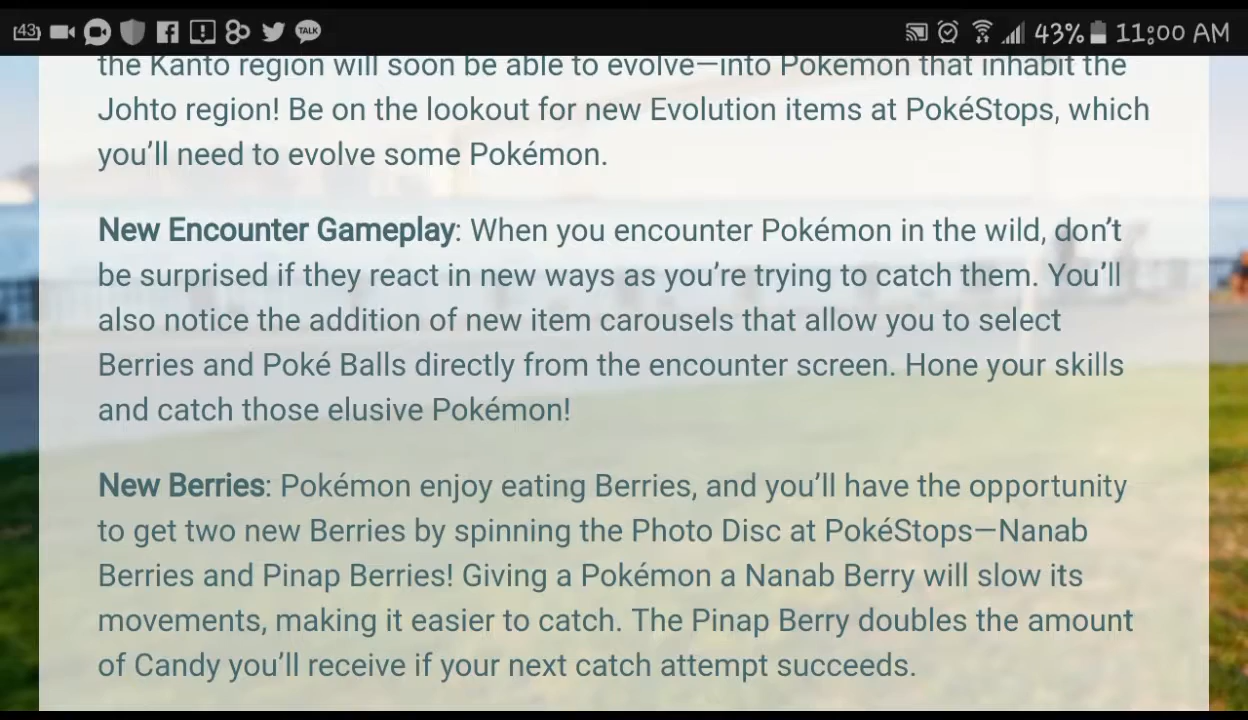 43 TALK 43% 11:00 AM
the Kanto region will soon be able to evolve—into Pokémon that inhabit the
Johto region! Be on the lookout for new Evolution items at PokéStops, which
you’ll need to evolve some Pokémon.
New Encounter Gameplay: When you encounter Pokémon in the wild, don’t
be surprised if they react in new ways as you’re trying to catch them. You’ll
also notice the addition of new item carousels that allow you to select
Berries and Poké Balls directly from the encounter screen. Hone your skills
and catch those elusive Pokémon!
New Berries: Pokémon enjoy eating Berries, and you’ll have the opportunity
to get two new Berries by spinning the Photo Disc at PokéStops—Nanab
Berries and Pinap Berries! Giving a Pokémon a Nanab Berry will slow its
movements, making it easier to catch. The Pinap Berry doubles the amount
of Candy you’ll receive if your next catch attempt succeeds.